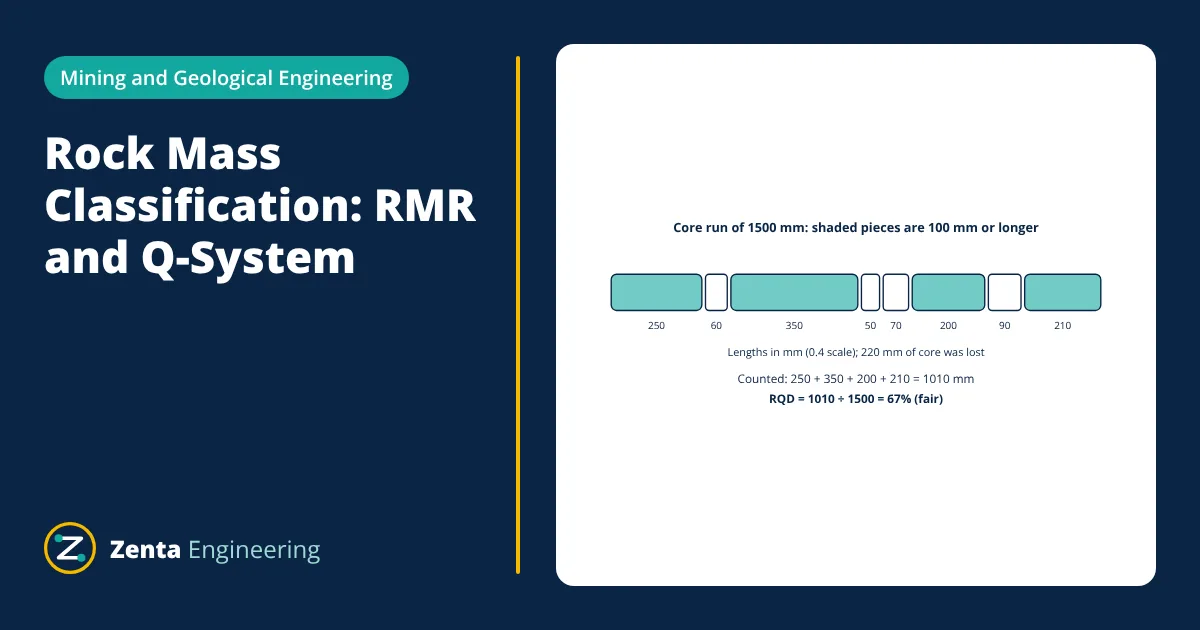 Mining and Geological Engineering
Rock Mass
Classification: RMR
and Q-System
Zenta Engineering
Core run of 1500 mm: shaded pieces are 100 mm or longer
250 60 350 50 70 200 90 210
Lengths in mm (0.4 scale); 220 mm of core was lost
Counted: 250 + 350 + 200 + 210 = 1010 mm
RQD = 1010 ÷ 1500 = 67% (fair)